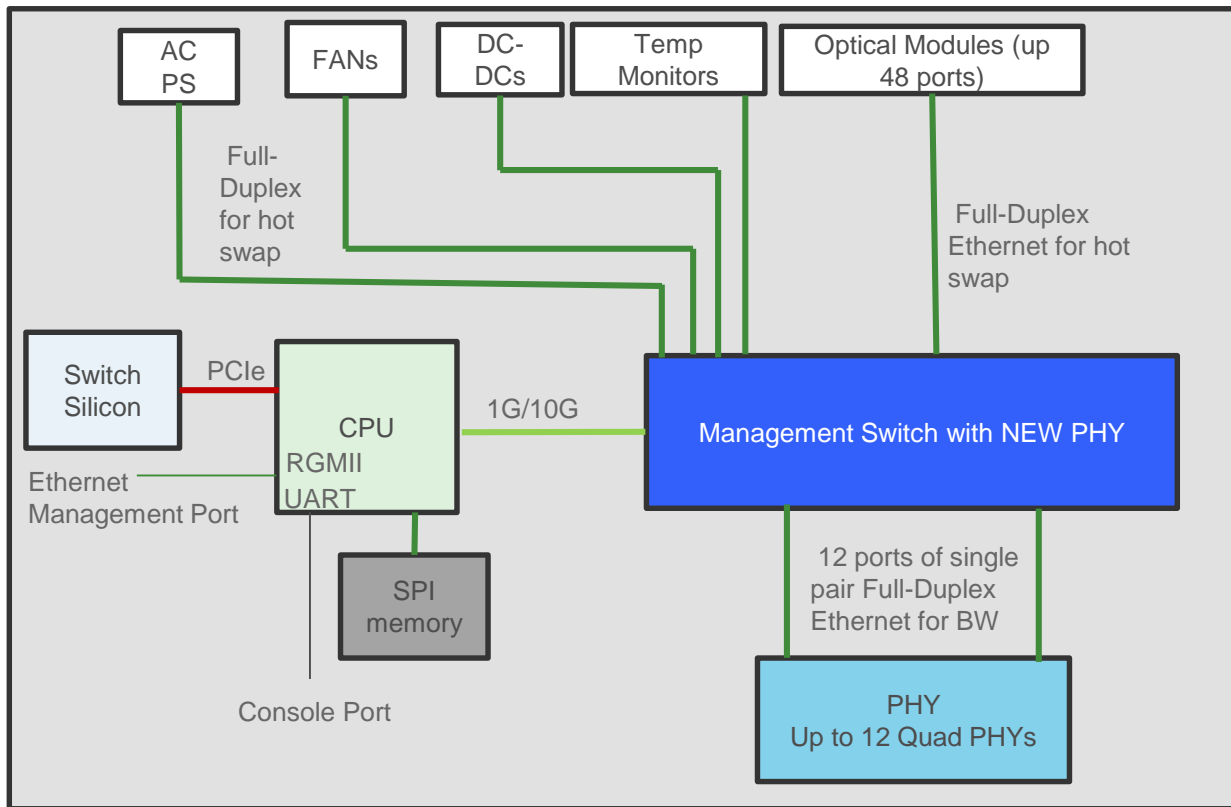 AC
PS
FANs
DC-
DCs
Temp
Monitors
Optical Modules (up
48 ports)
Full-
Duplex
for hot
swap
Full-Duplex
Ethernet for hot
swap
Switch
Silicon
PCIe
CPU
RGMII
UART
1G/10G
Management Switch with NEW PHY
Ethernet
Management Port
SPI
memory
Console Port
12 ports of single
pair Full-Duplex
Ethernet for BW
PHY
Up to 12 Quad PHYs